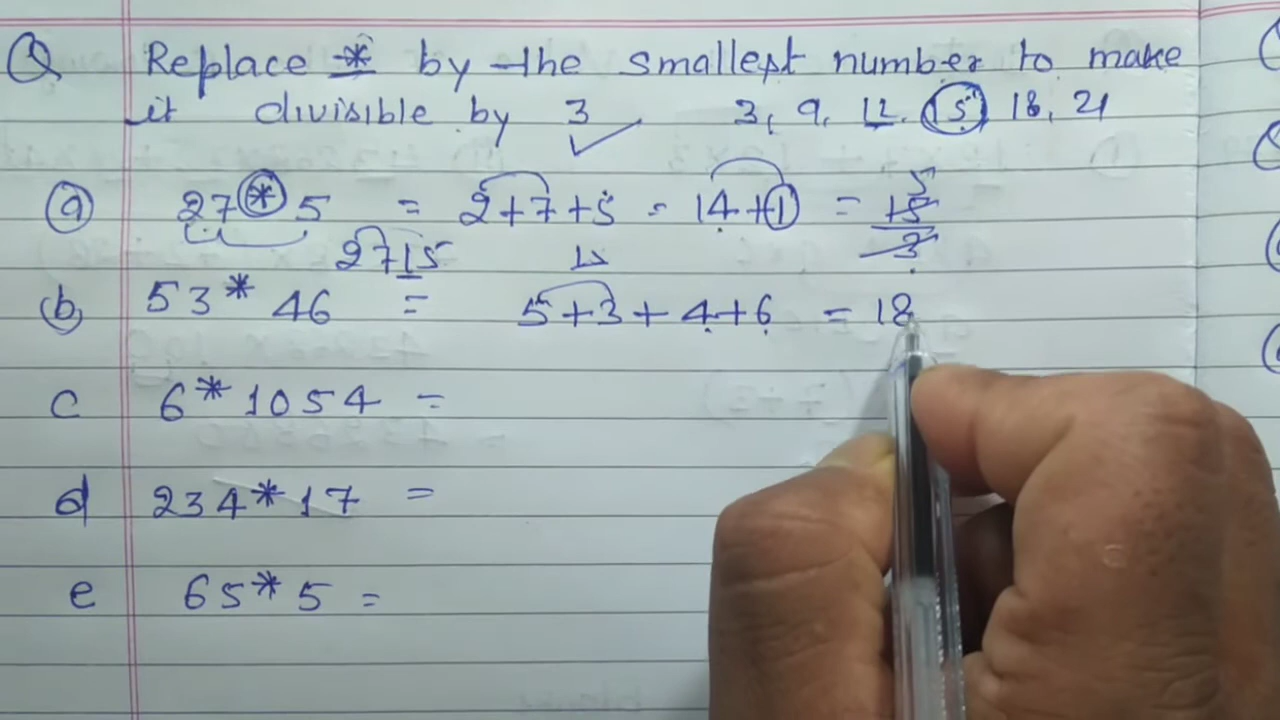 Q Replace * by the smallest number to make
it divisible by 3 ✓ 3, 9, 12, 15, 18, 21
a 27*5 = 2+7+5 = 14+1 = 15/3 5
2715
b 53*46 = 5+3+4+6 = 18
c 6*1054 =
d 234*17 =
e 65*5 =